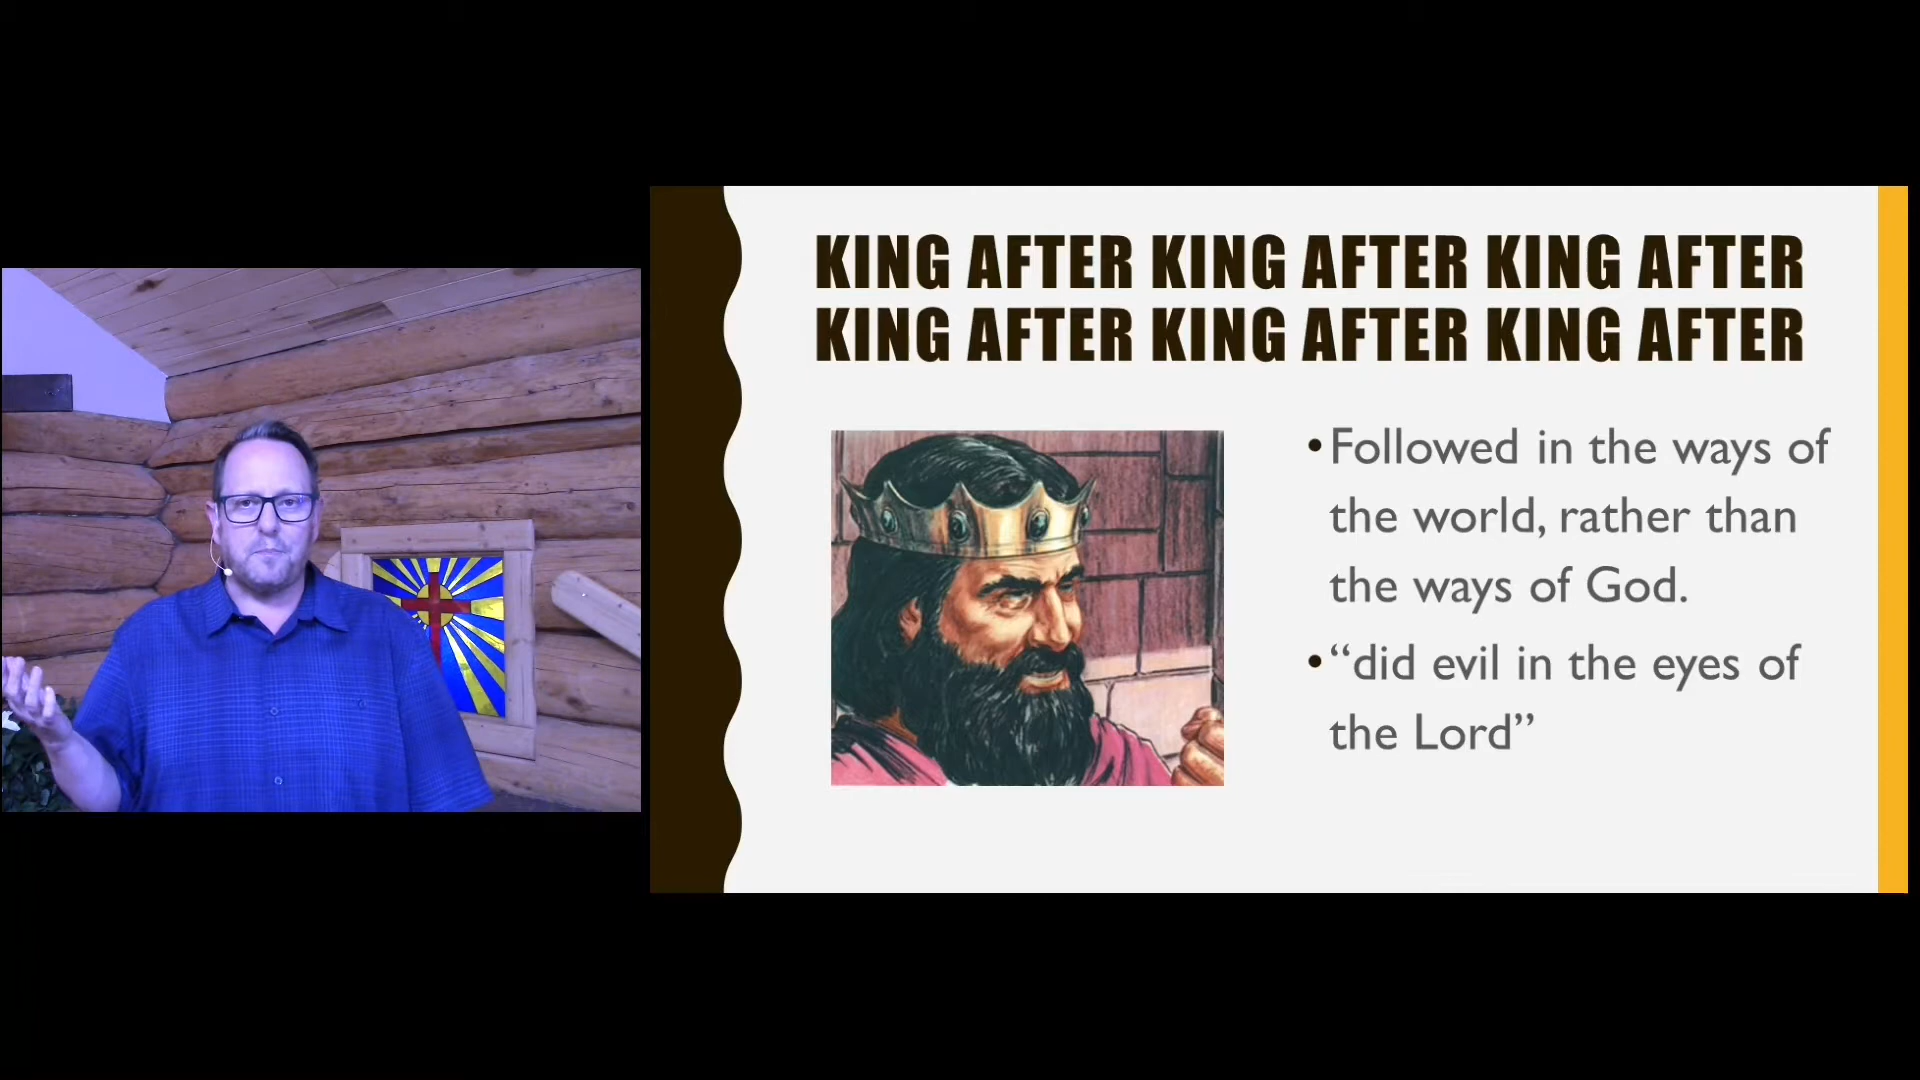 KING AFTER KING AFTER KING AFTER
KING AFTER KING AFTER KING AFTER
•Followed in the ways of
the world, rather than
the ways of God.
•“did evil in the eyes of
the Lord”